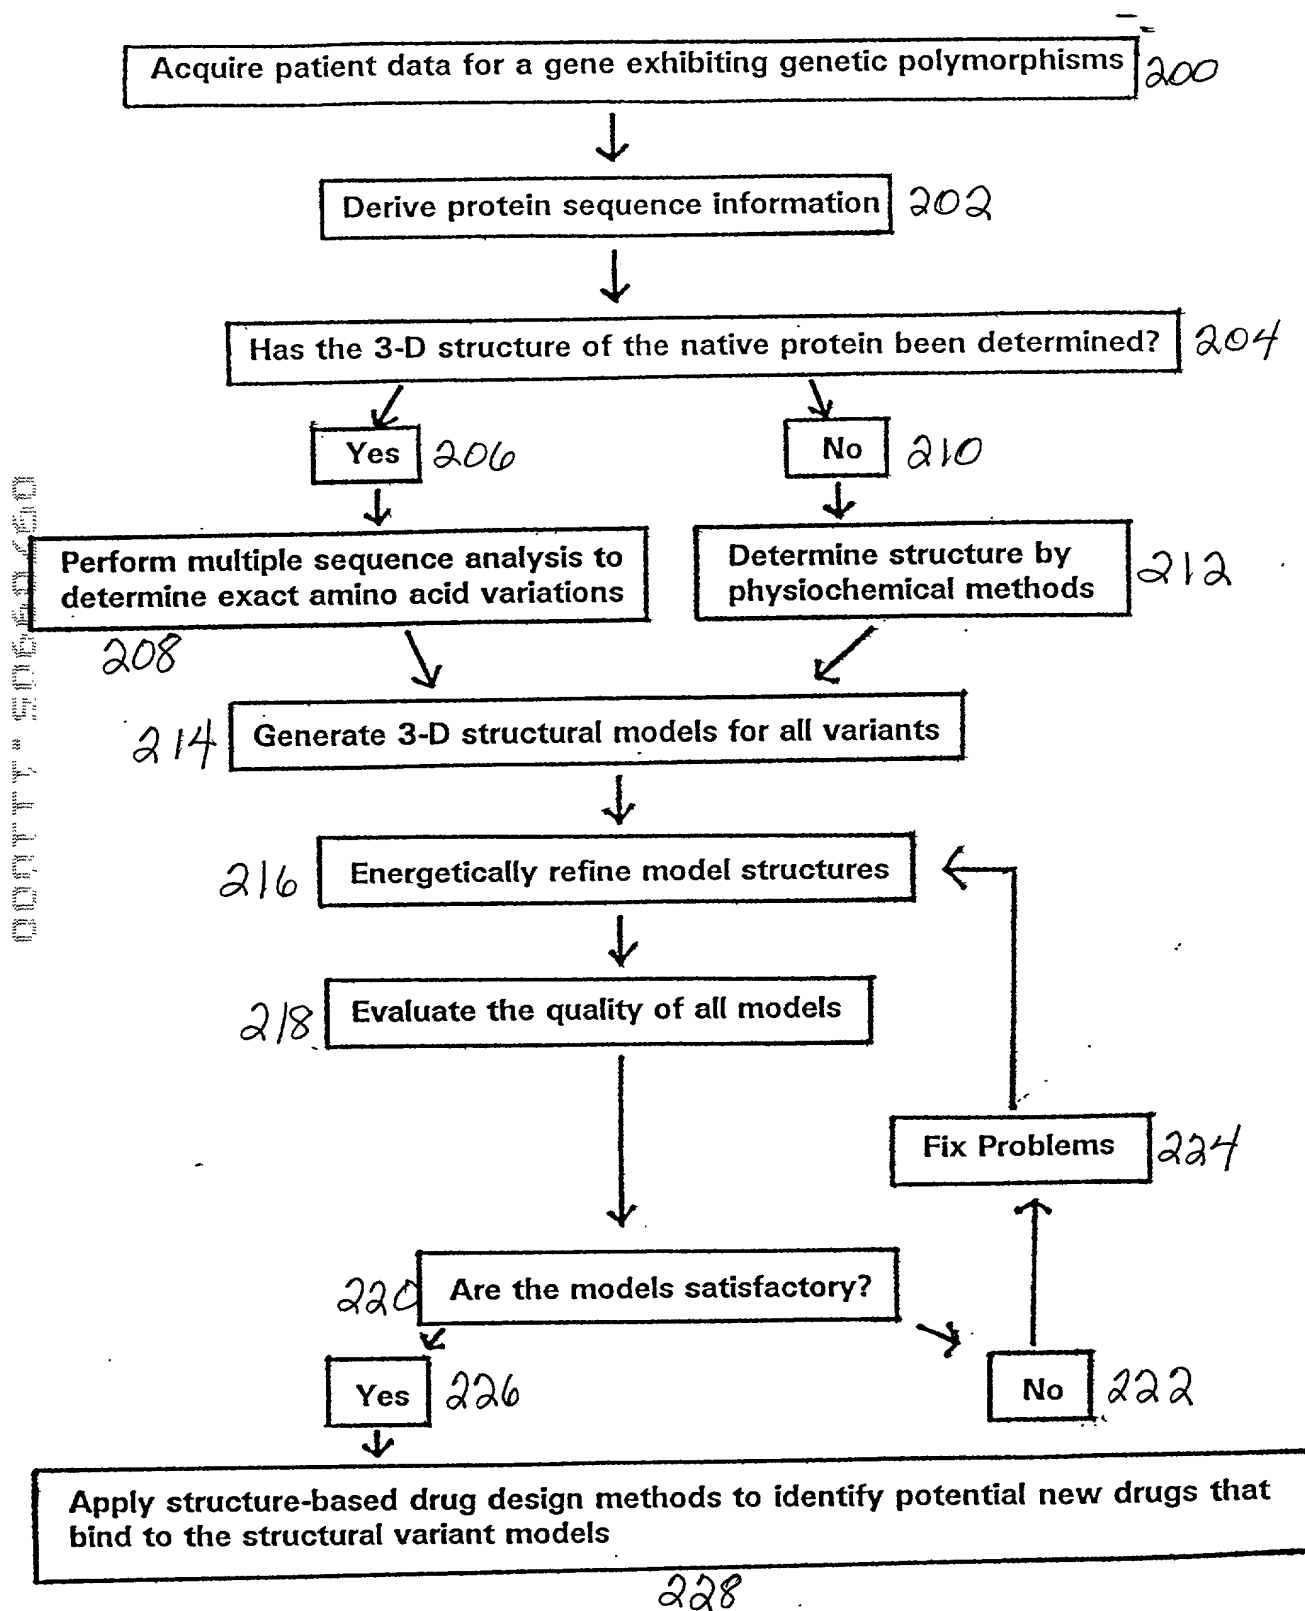 Acquire patient data for a gene exhibiting genetic polymorphisms 200
Derive protein sequence information 202
Has the 3-D structure of the native protein been determined? 204
Yes 206
No 210
Perform multiple sequence analysis to
determine exact amino acid variations
208
Determine structure by
physiochemical methods
212
214 Generate 3-D structural models for all variants
216 Energetically refine model structures
218 Evaluate the quality of all models
Fix Problems 224
220 Are the models satisfactory?
Yes 226
No 222
Apply structure-based drug design methods to identify potential new drugs that
bind to the structural variant models
228